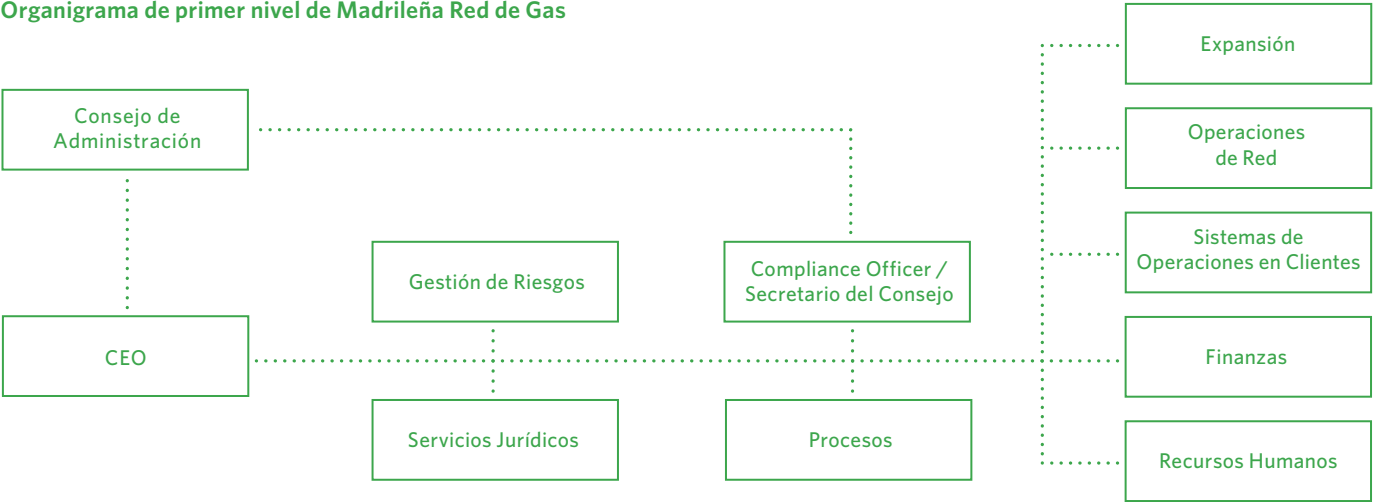 Organigrama de primer nivel de Madrileña Red de Gas
Expansión
Consejo de
Administración
Operaciones
de Red
Sistemas de
Operaciones en Clientes
Gestión de Riesgos
Compliance Officer /
Secretario del Consejo
CEO
Finanzas
Servicios Jurídicos
Procesos
Recursos Humanos